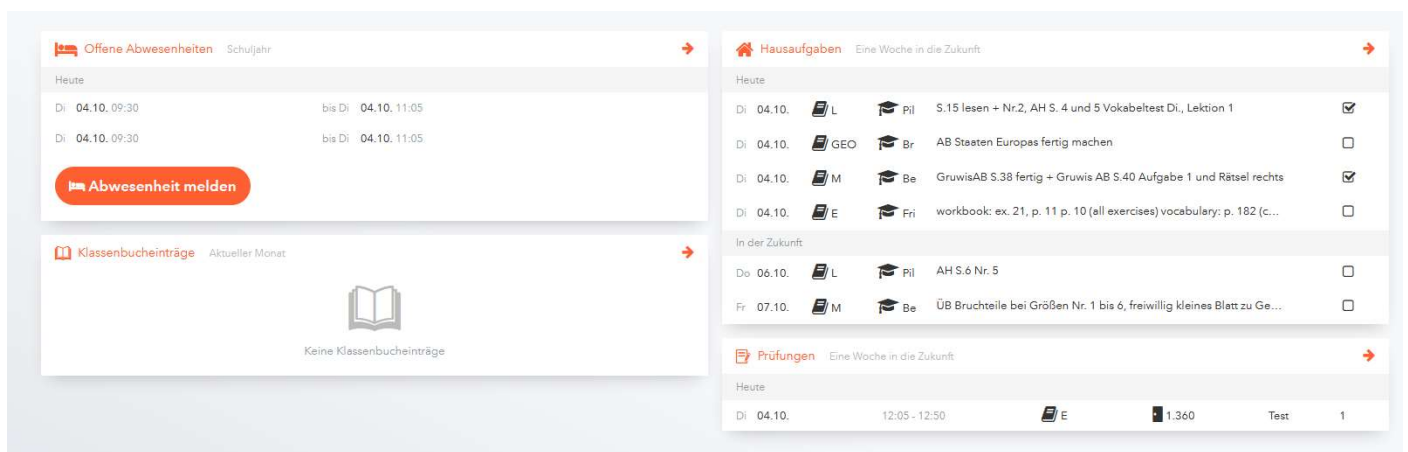 Offene Abwesenheiten Schuljahr
Heute
Di 04.10. 09:30 bis Di 04.10. 11:05
Di 04.10. 09:30 bis Di 04.10. 11:05
Abwesenheit melden
Klassenbucheinträge Aktueller Monat
Keine Klassenbucheinträge
Hausaufgaben Eine Woche in die Zukunft
Heute
Di 04.10. L Pil S.15 lesen + Nr.2, AH S. 4 und 5 Vokabeltest Di., Lektion 1
Di 04.10. GEO Br AB Staaten Europas fertig machen
Di 04.10. M Be GruwisAB S.38 fertig + Gruwis AB S.40 Aufgabe 1 und Rätsel rechts
Di 04.10. E Fri workbook: ex. 21, p. 11 p. 10 (all exercises) vocabulary: p. 182 (c...
In der Zukunft
Do 06.10. L Pil AH S.6 Nr. 5
Fr 07.10. M Be ÜB Bruchteile bei Größen Nr. 1 bis 6, freiwillig kleines Blatt zu Ge...
Prüfungen Eine Woche in die Zukunft
Heute
Di 04.10. 12:05 - 12:50 E 1.360 Test 1